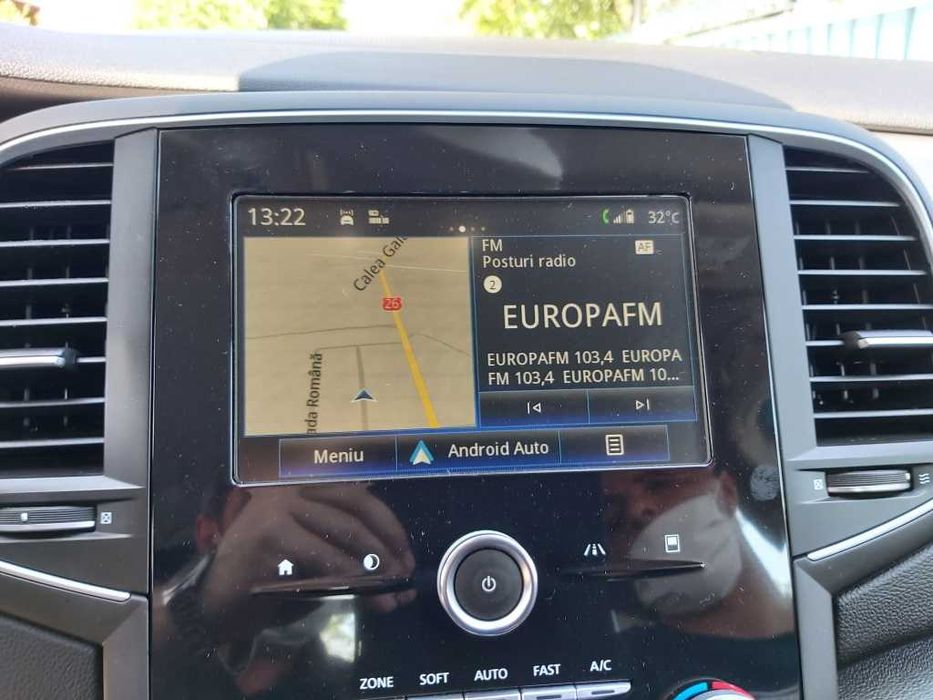 13:22
32°C
Calea Gal
26
ada Română
FM
AF
Posturi radio
2
EUROPAFM
EUROPAFM 103,4 EUROPA
FM 103,4 EUROPAFM 10...
Meniu
Android Auto
ZONE SOFT AUTO FAST A/C